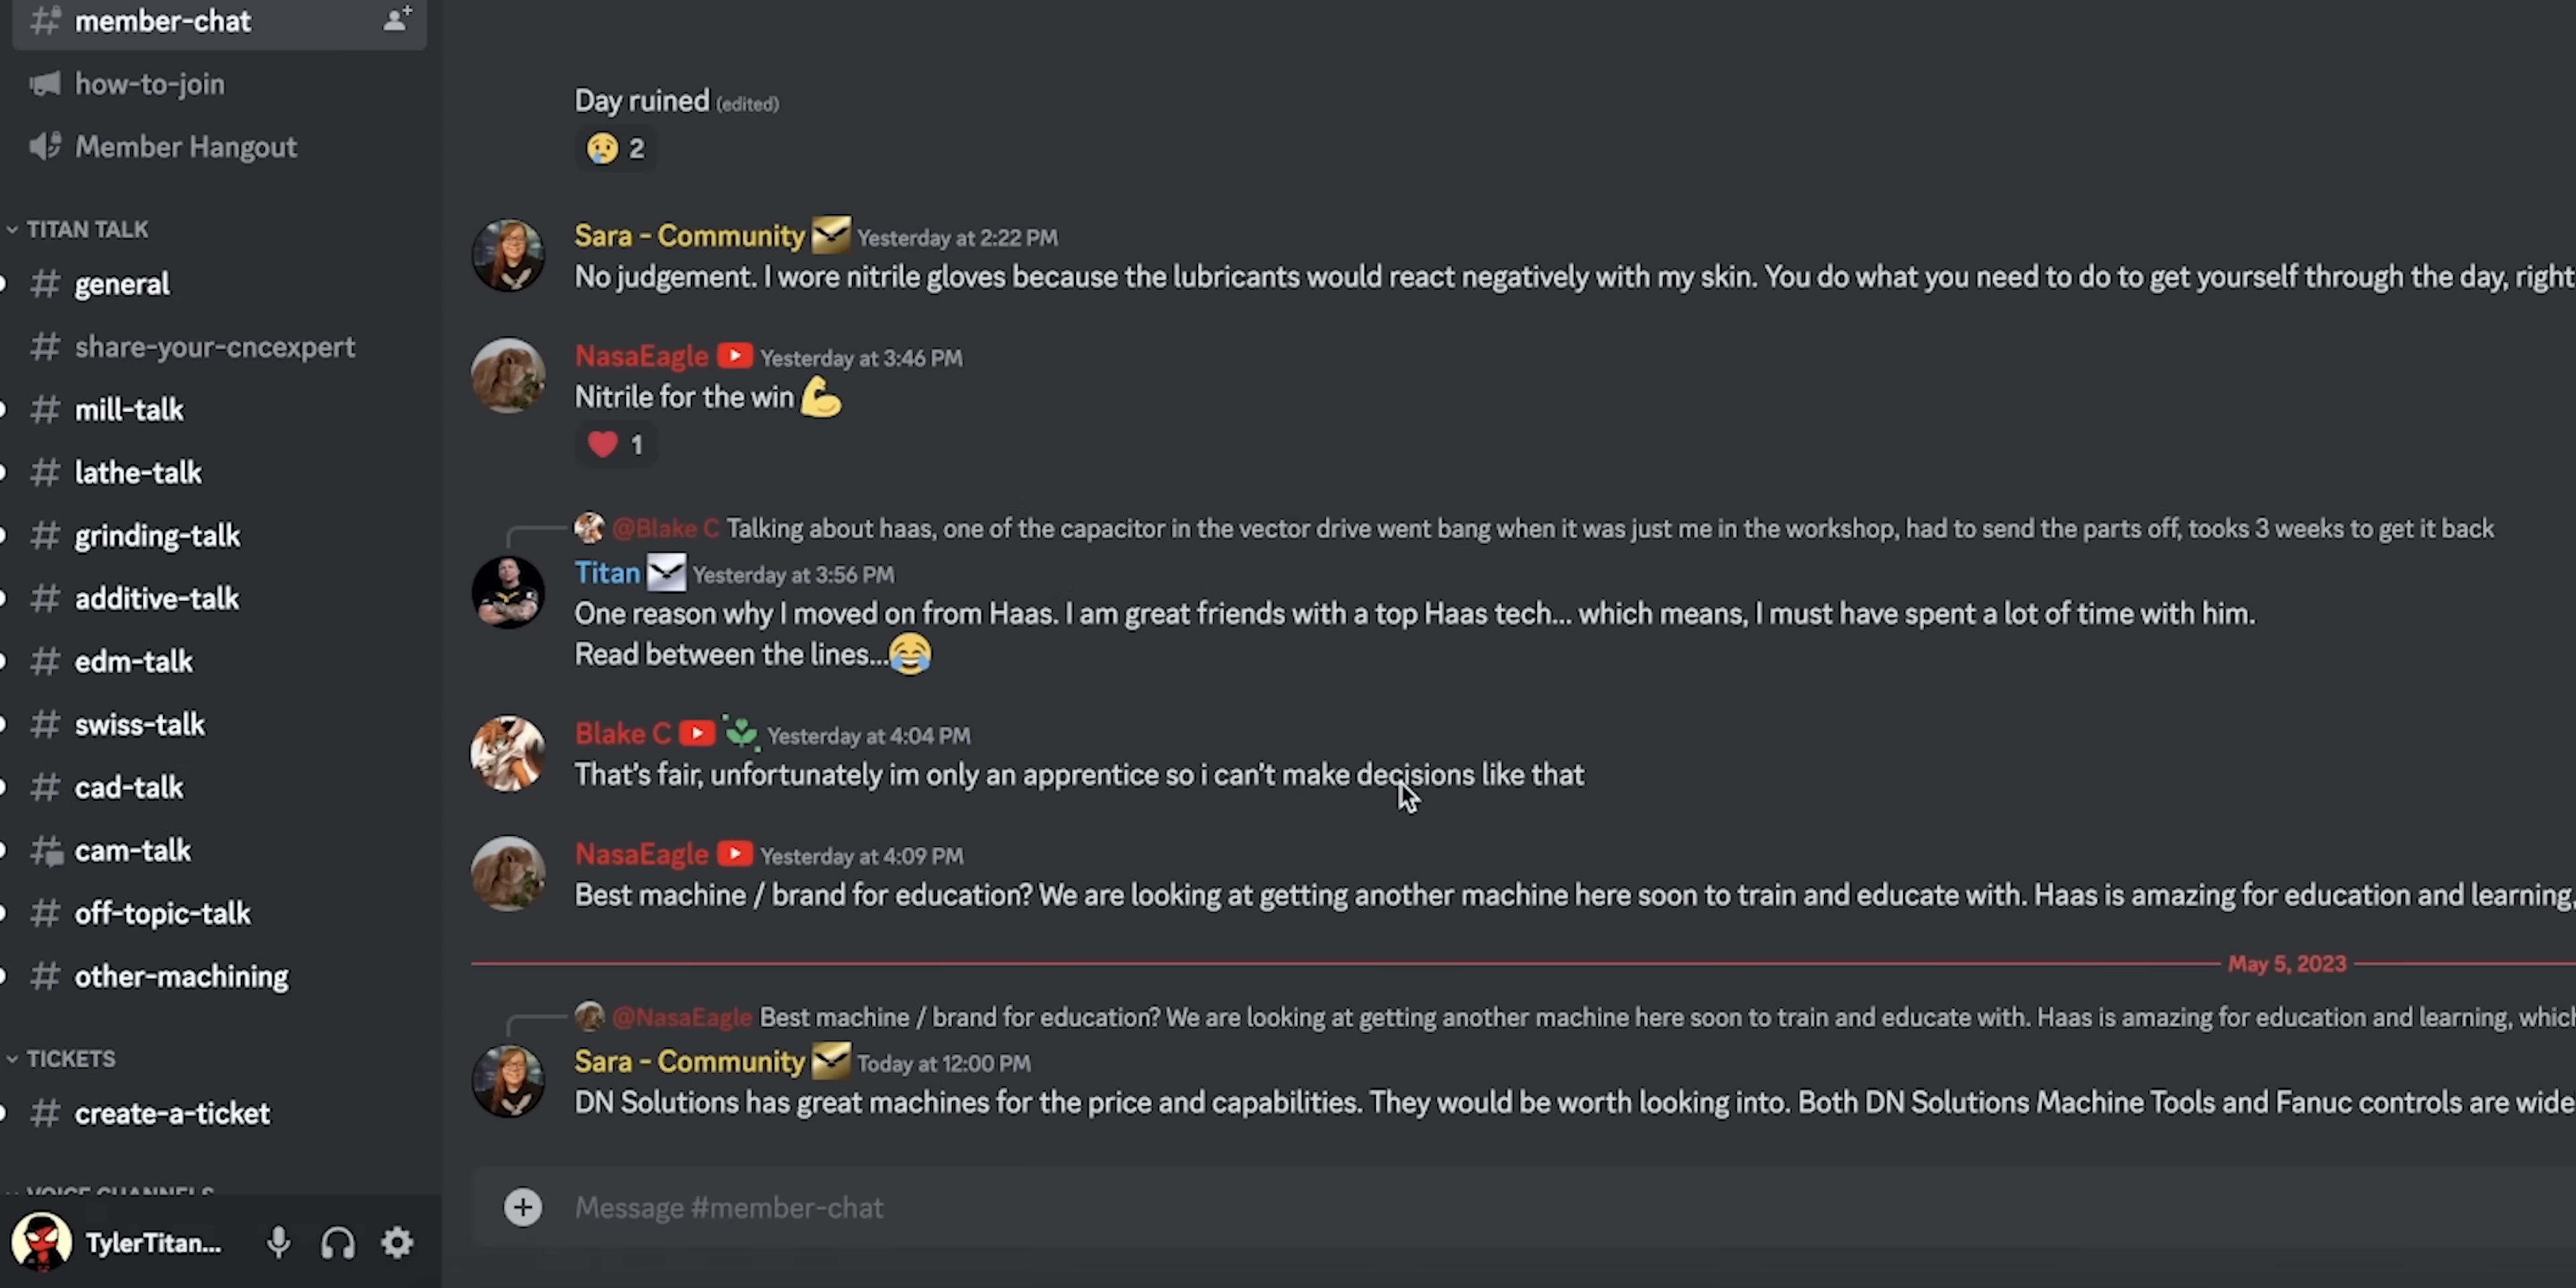 member-chat
how-to-join
Member Hangout
TITAN TALK
general
share-your-cncexpert
mill-talk
lathe-talk
grinding-talk
additive-talk
edm-talk
swiss-talk
cad-talk
cam-talk
off-topic-talk
other-machining
TICKETS
create-a-ticket
VOICE CHANNELS
TylerTitan...
Day ruined (edited)
2
Sara - Community Yesterday at 2:22 PM
No judgement. I wore nitrile gloves because the lubricants would react negatively with my skin. You do what you need to do to get yourself through the day, right
NasaEagle Yesterday at 3:46 PM
Nitrile for the win
1
@Blake C Talking about haas, one of the capacitor in the vector drive went bang when it was just me in the workshop, had to send the parts off, tooks 3 weeks to get it back
Titan Yesterday at 3:56 PM
One reason why I moved on from Haas. I am great friends with a top Haas tech... which means, I must have spent a lot of time with him.
Read between the lines...
Blake C Yesterday at 4:04 PM
That's fair, unfortunately im only an apprentice so i can't make decisions like that
NasaEagle Yesterday at 4:09 PM
Best machine / brand for education? We are looking at getting another machine here soon to train and educate with. Haas is amazing for education and learning,
May 5, 2023
@NasaEagle Best machine / brand for education? We are looking at getting another machine here soon to train and educate with. Haas is amazing for education and learning, which
Sara - Community Today at 12:00 PM
DN Solutions has great machines for the price and capabilities. They would be worth looking into. Both DN Solutions Machine Tools and Fanuc controls are wide
Message #member-chat